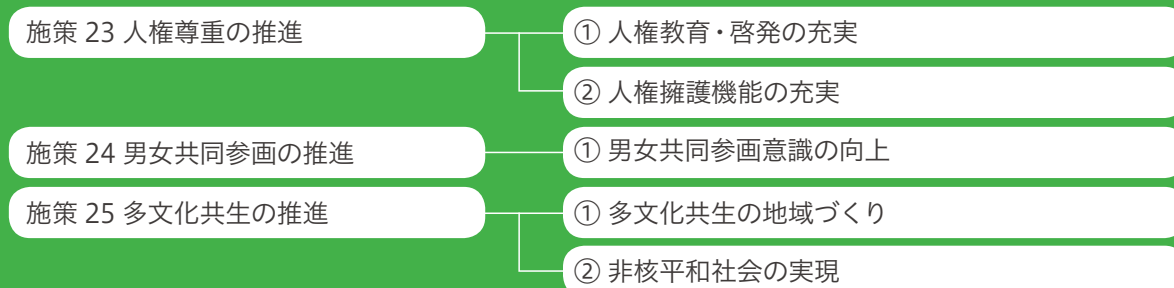 施策 23 人権尊重の推進
① 人権教育・啓発の充実
② 人権擁護機能の充実
施策 24 男女共同参画の推進
① 男女共同参画意識の向上
施策 25 多文化共生の推進
① 多文化共生の地域づくり
② 非核平和社会の実現